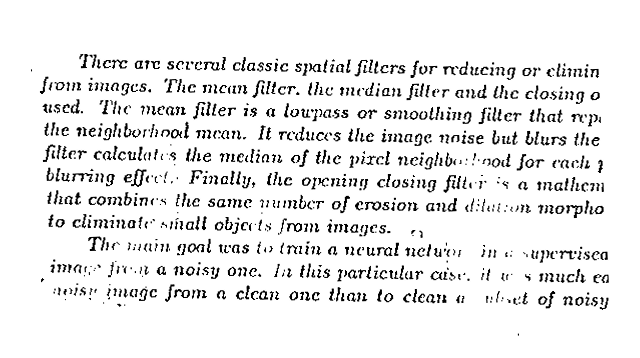 There are several classic spatial filters for reducing or elimin
from images. The mean filter, the median filter and the closing o
used. The mean filter is a lowpass or smoothing filter that repl
the neighborhood mean. It reduces the image noise but blurs the
filter calculates the median of the pixel neighborhood for each p
blurring effect. Finally, the opening closing filter is a mathem
that combines the same number of erosion and dilation morpho
to eliminate small objects from images.
The main goal was to train a neural network in a supervised
image from a noisy one. In this particular case, it was much ea
noisy image from a clean one than to clean a subset of noisy